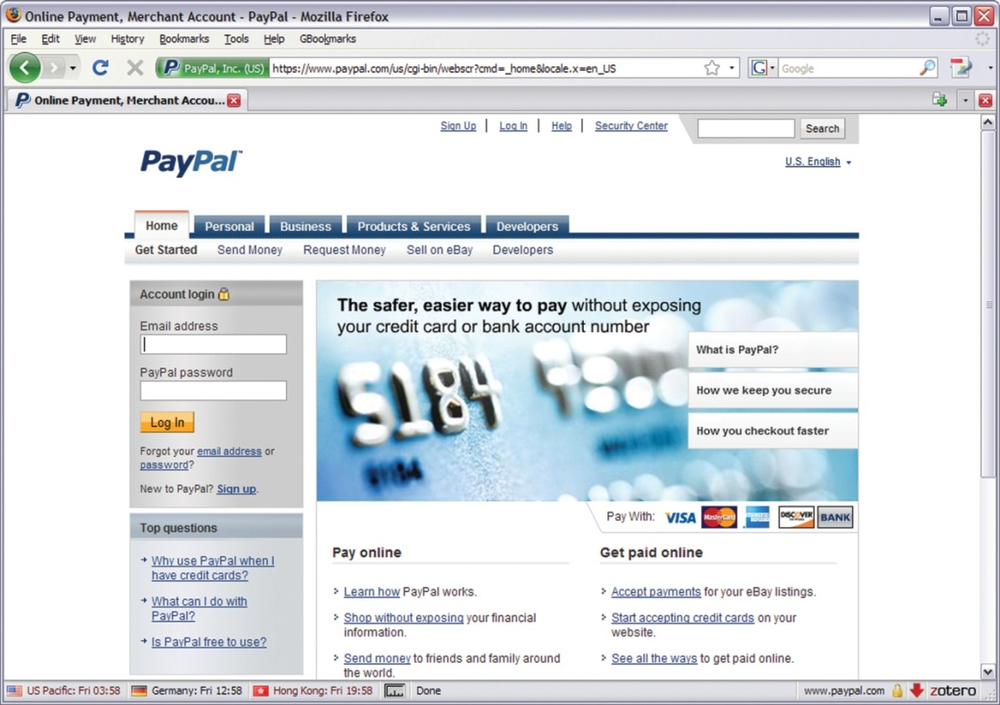 Online Payment, Merchant Account - PayPal - Mozilla Firefox
File Edit View History Bookmarks Tools Help GBookmarks
PayPal, Inc. (US) https://www.paypal.com/us/cgi-bin/webscr?cmd=_home&locale.x=en_US
G Google
Online Payment, Merchant Accou...
Sign Up | Log In | Help | Security Center
Search
PayPal™
U.S. English
Home Personal Business Products & Services Developers
Get Started Send Money Request Money Sell on eBay Developers
Account login
Email address
PayPal password
Log In
Forgot your email address or
password?
New to PayPal? Sign up.
Top questions
Why use PayPal when I
have credit cards?
What can I do with
PayPal?
Is PayPal free to use?
The safer, easier way to pay without exposing
your credit card or bank account number
5184
5184
What is PayPal?
How we keep you secure
How you checkout faster
Pay With: VISA MasterCard AMERICAN EXPRESS DISCOVER NETWORK BANK
Pay online
Learn how PayPal works.
Shop without exposing your financial
information.
Send money to friends and family around
the world.
Get paid online
Accept payments for your eBay listings.
Start accepting credit cards on your
website.
See all the ways to get paid online.
US Pacific: Fri 03:58 Germany: Fri 12:58 Hong Kong: Fri 19:58 Done www.paypal.com zotero